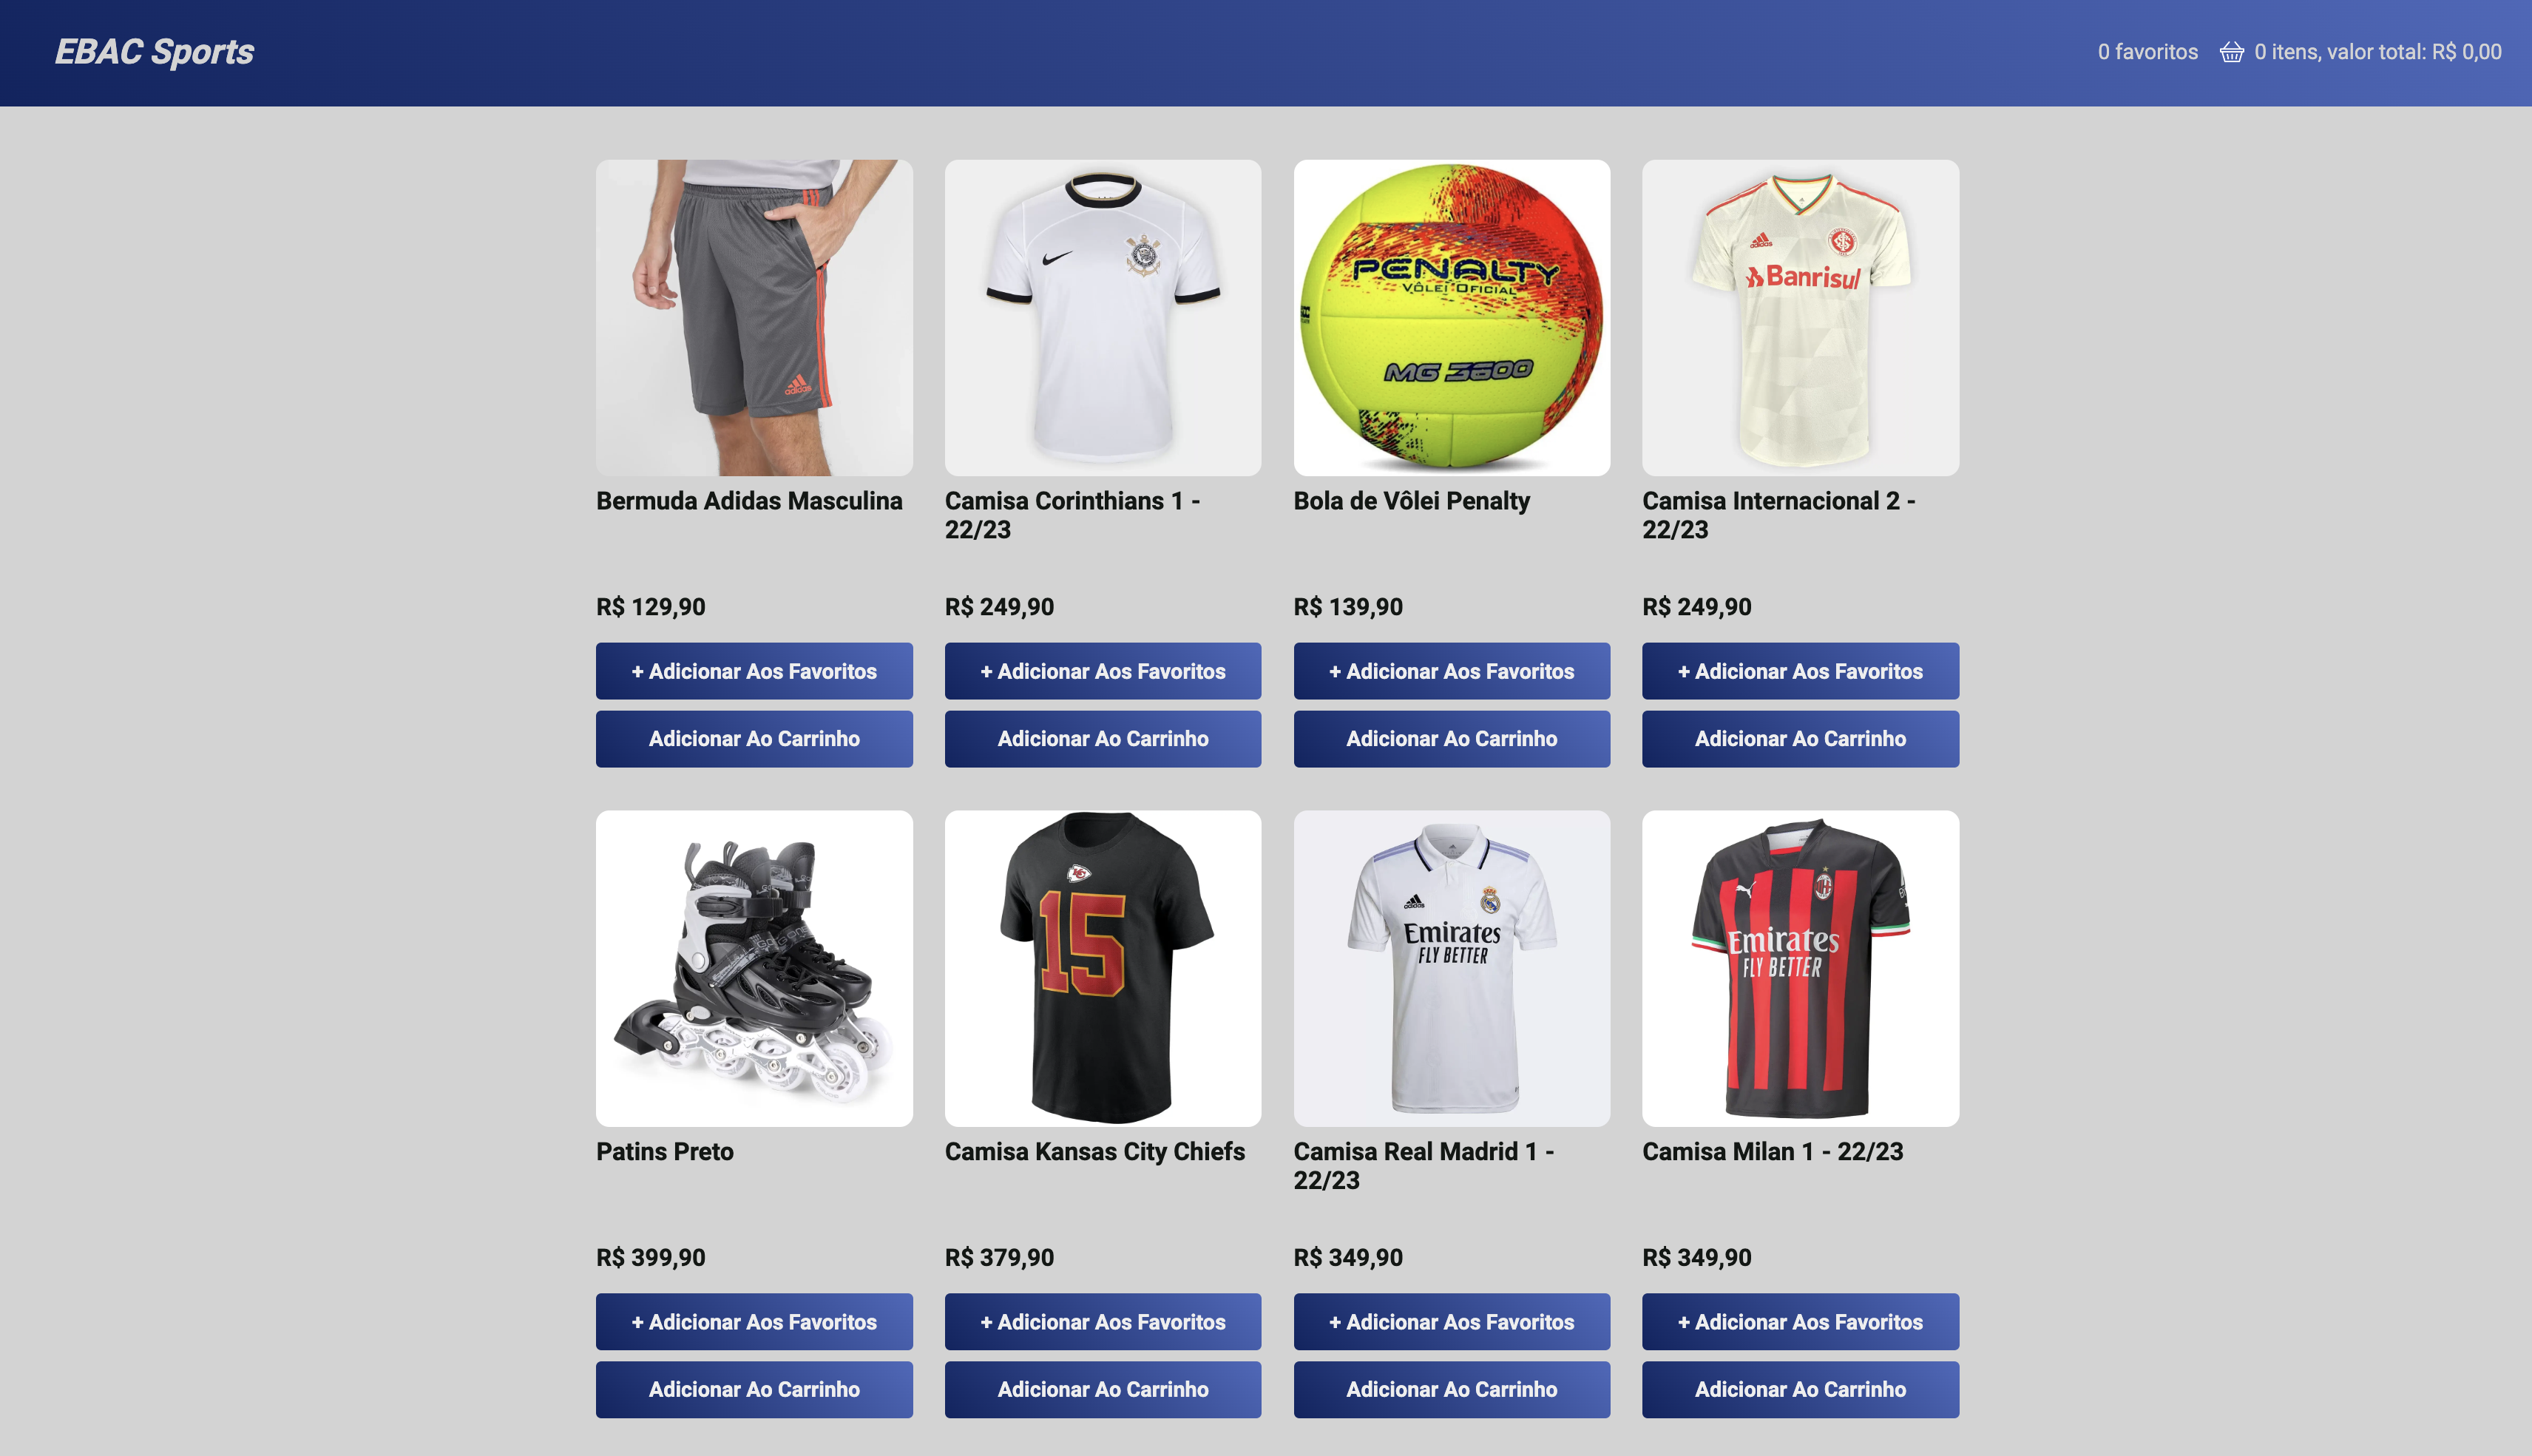 EBAC Sports
0 favoritos
0 itens, valor total: R$ 0,00
adidas
PENALTY
VÔLEI OFICIAL
MG 3600
adidas
Banrisul
Bermuda Adidas Masculina
Camisa Corinthians 1 -
22/23
Bola de Vôlei Penalty
Camisa Internacional 2 -
22/23
R$ 129,90
R$ 249,90
R$ 139,90
R$ 249,90
+ Adicionar Aos Favoritos
+ Adicionar Aos Favoritos
+ Adicionar Aos Favoritos
+ Adicionar Aos Favoritos
Adicionar Ao Carrinho
Adicionar Ao Carrinho
Adicionar Ao Carrinho
Adicionar Ao Carrinho
15
adidas
Emirates
FLY BETTER
Emirates
FLY BETTER
Patins Preto
Camisa Kansas City Chiefs
Camisa Real Madrid 1 -
22/23
Camisa Milan 1 - 22/23
R$ 399,90
R$ 379,90
R$ 349,90
R$ 349,90
+ Adicionar Aos Favoritos
+ Adicionar Aos Favoritos
+ Adicionar Aos Favoritos
+ Adicionar Aos Favoritos
Adicionar Ao Carrinho
Adicionar Ao Carrinho
Adicionar Ao Carrinho
Adicionar Ao Carrinho